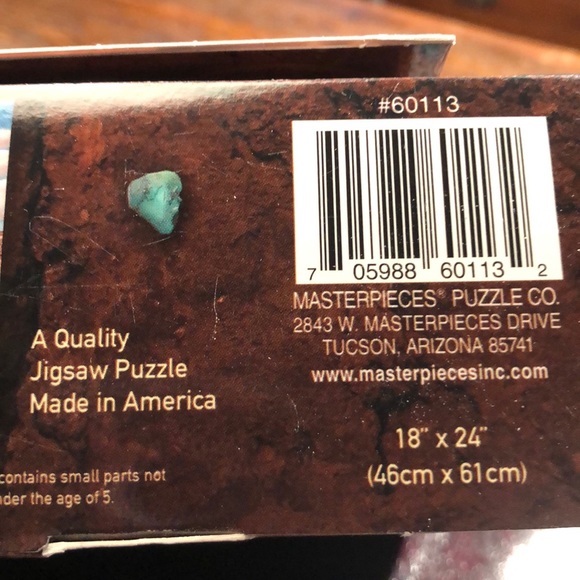 #60113
7 05988 60113 2
MASTERPIECES® PUZZLE CO.
2843 W. MASTERPIECES DRIVE
TUCSON, ARIZONA 85741
www.masterpiecesinc.com
18" x 24"
(46cm x 61cm)
A Quality
Jigsaw Puzzle
Made in America
contains small parts not
the age of 5.